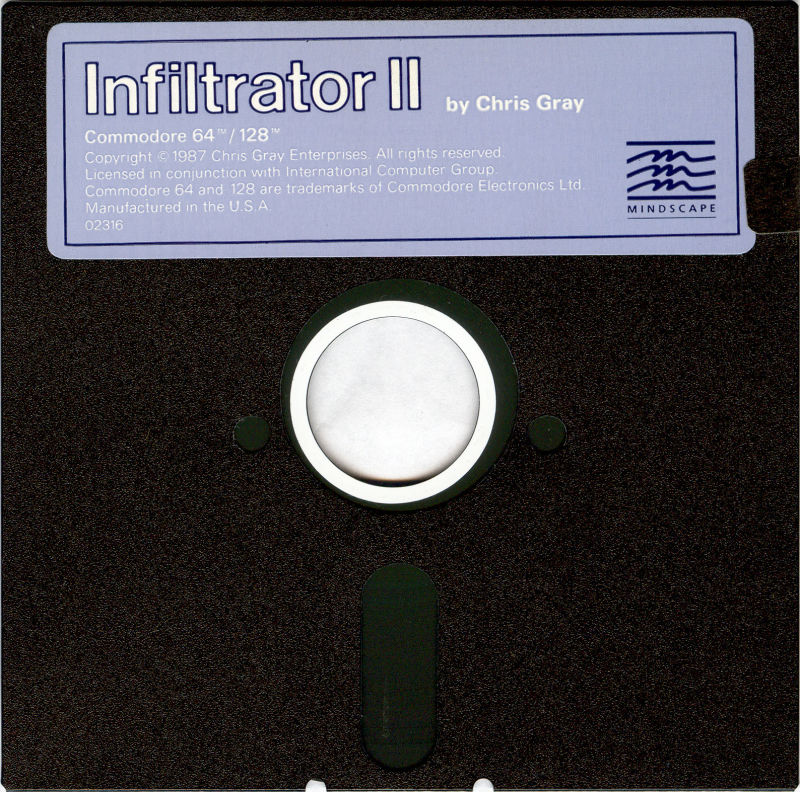 Infiltrator II by Chris Gray
Commodore 64™/128™
Copyright © 1987 Chris Gray Enterprises. All rights reserved.
Licensed in conjunction with International Computer Group.
Commodore 64 and 128 are trademarks of Commodore Electronics Ltd.
Manufactured in the U.S.A.
02316
MINDSCAPE